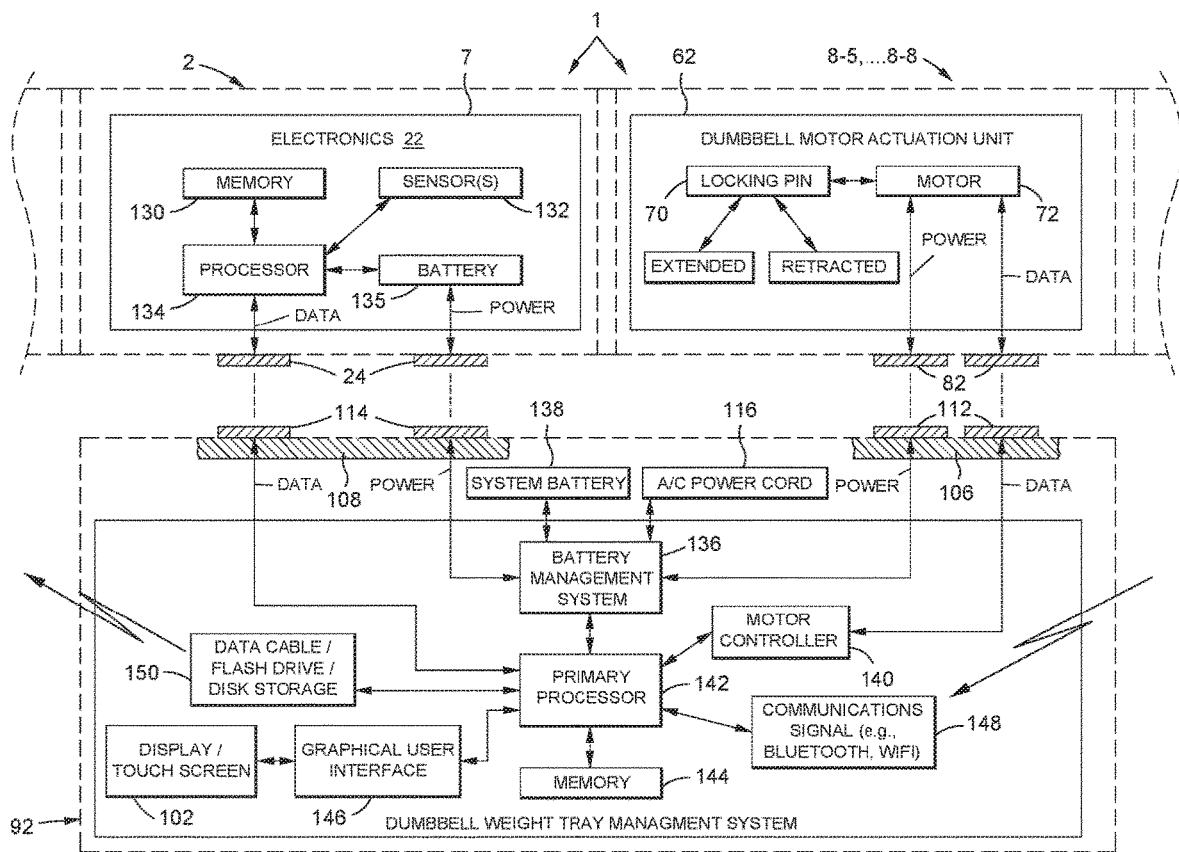 1
2
7
62
8-5,....8-8
ELECTRONICS 22
DUMBBELL MOTOR ACTUATION UNIT
MEMORY
SENSOR(S)
LOCKING PIN
MOTOR
130
132
70
72
PROCESSOR
BATTERY
EXTENDED
RETRACTED
POWER
134
135
DATA
POWER
DATA
24
82
114
138
116
112
DATA
108
POWER
SYSTEM BATTERY
A/C POWER CORD
POWER
106
DATA
136
BATTERY
MANAGEMENT
SYSTEM
MOTOR
CONTROLLER
140
DATA CABLE /
FLASH DRIVE /
DISK STORAGE
150
PRIMARY
PROCESSOR
142
COMMUNICATIONS
SIGNAL (e.g.,
BLUETOOTH, WIFI)
148
DISPLAY /
TOUCH SCREEN
GRAPHICAL USER
INTERFACE
MEMORY
144
92
102
146
DUMBBELL WEIGHT TRAY MANAGMENT SYSTEM